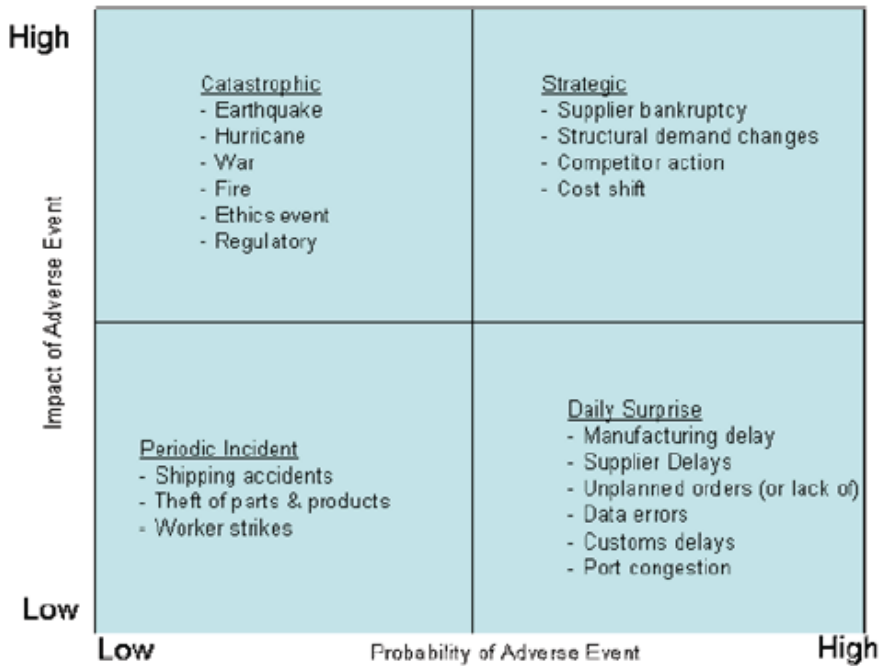 High
Catastrophic
- Earthquake
- Hurricane
- War
- Fire
- Ethics event
- Regulatory
Strategic
- Supplier bankruptcy
- Structural demand changes
- Competitor action
- Cost shift
Impact of Adverse Event
Periodic Incident
- Shipping accidents
- Theft of parts & products
- Worker strikes
Daily Surprise
- Manufacturing delay
- Supplier Delays
- Unplanned orders (or lack of)
- Data errors
- Customs delays
- Port congestion
Low
Low
Probability of Adverse Event
High